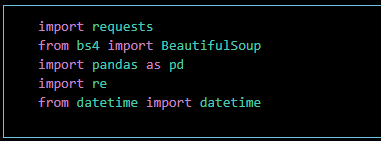 import requests
from bs4 import BeautifulSoup
import pandas as pd
import re
from datetime import datetime